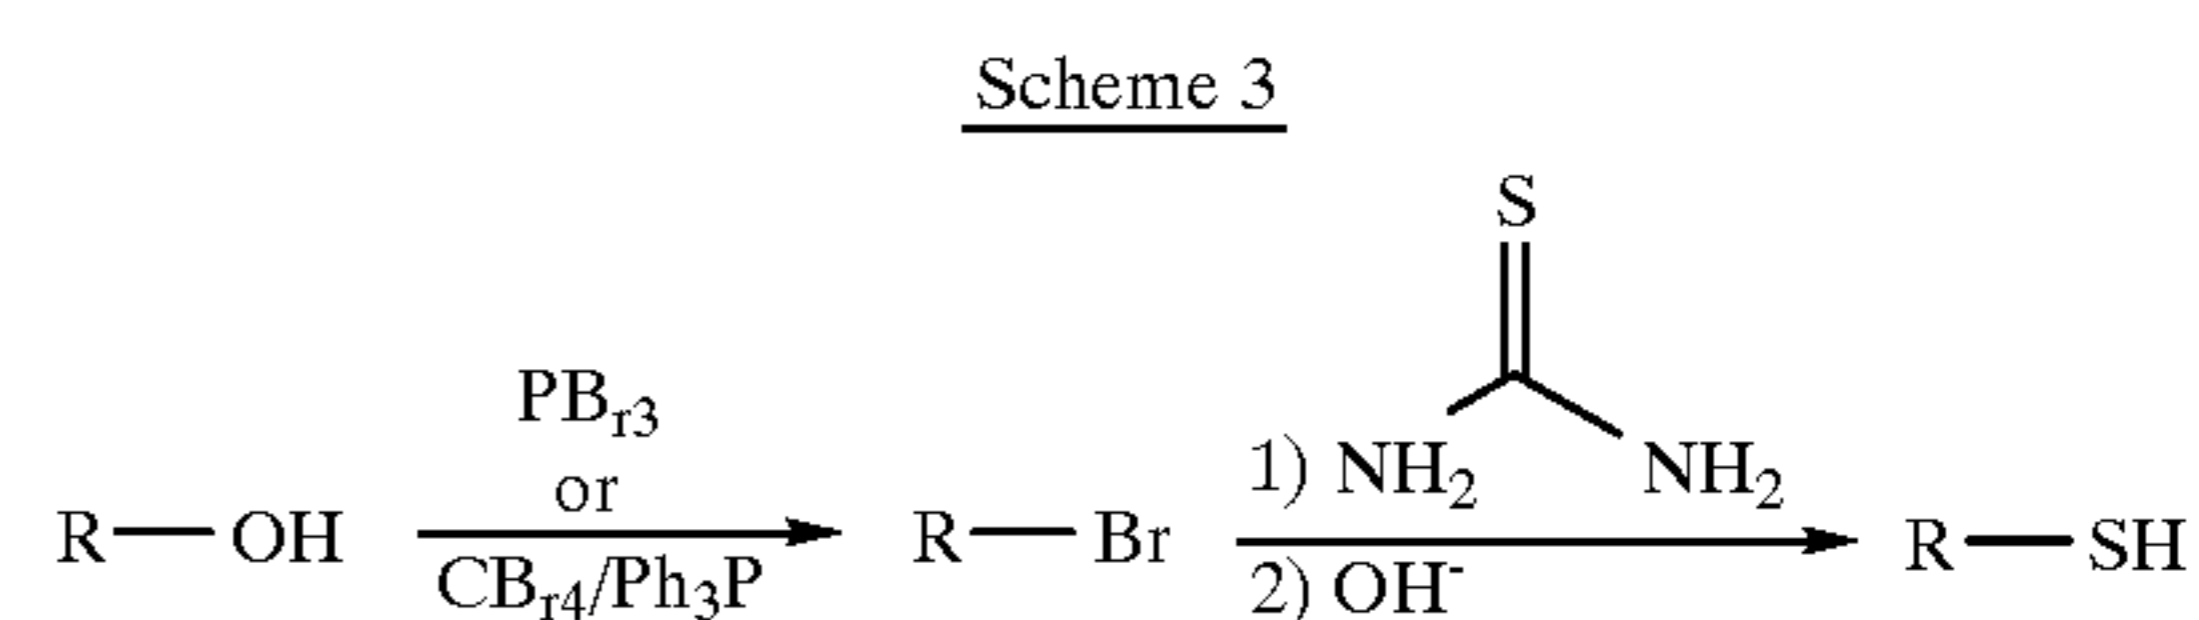 Scheme 3
S
PBr3
or
1) NH2 NH2
R—OH R—Br R—SH
CBr4/Ph3P 2) OH-